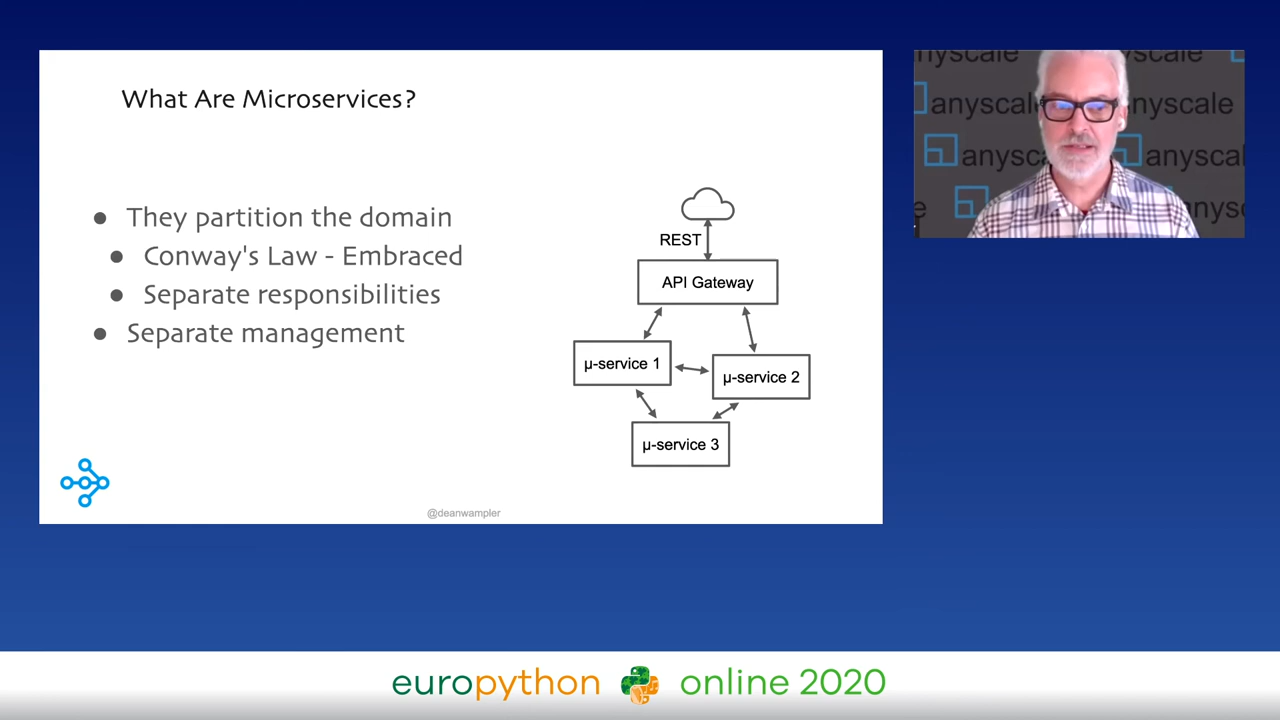 What Are Microservices?
● They partition the domain
● Conway's Law - Embraced
● Separate responsibilities
● Separate management
REST
API Gateway
µ-service 1
µ-service 2
µ-service 3
@deanwampler
anyscale
anyscale
anyscale
anyscale
europython online 2020